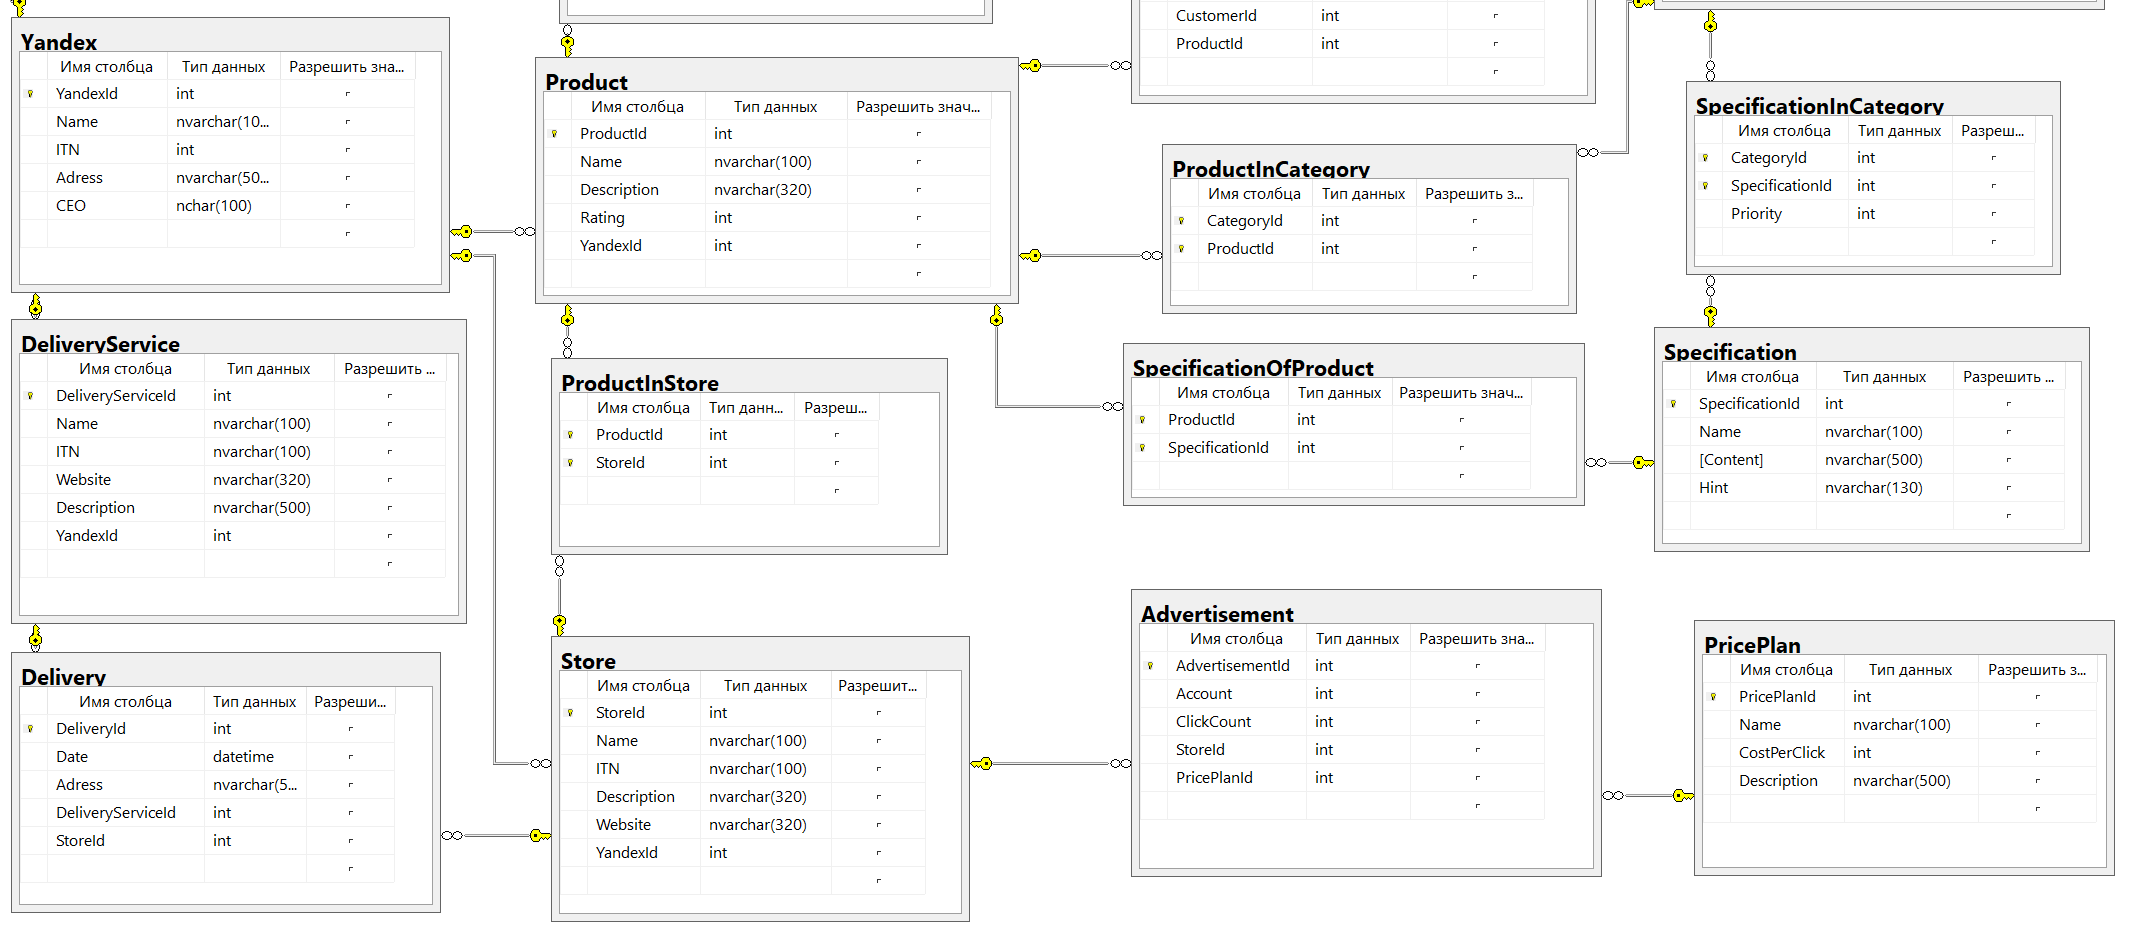 CustomerId int
ProductId int
Yandex
Имя столбца Тип данных Разрешить зна...
YandexId int
Name nvarchar(10...
ITN int
Adress nvarchar(50...
CEO nchar(100)
Product
Имя столбца Тип данных Разрешить знач...
ProductId int
Name nvarchar(100)
Description nvarchar(320)
Rating int
YandexId int
ProductInCategory
Имя столбца Тип данных Разрешить з...
CategoryId int
ProductId int
SpecificationInCategory
Имя столбца Тип данных Разреш...
CategoryId int
SpecificationId int
Priority int
DeliveryService
Имя столбца Тип данных Разрешить ...
DeliveryServiceId int
Name nvarchar(100)
ITN nvarchar(100)
Website nvarchar(320)
Description nvarchar(500)
YandexId int
ProductInStore
Имя столбца Тип данн... Разреш...
ProductId int
StoreId int
SpecificationOfProduct
Имя столбца Тип данных Разрешить знач...
ProductId int
SpecificationId int
Specification
Имя столбца Тип данных Разрешить ...
SpecificationId int
Name nvarchar(100)
[Content] nvarchar(500)
Hint nvarchar(130)
Delivery
Имя столбца Тип данных Разреши...
DeliveryId int
Date datetime
Adress nvarchar(5...
DeliveryServiceId int
StoreId int
Store
Имя столбца Тип данных Разрешит...
StoreId int
Name nvarchar(100)
ITN nvarchar(100)
Description nvarchar(320)
Website nvarchar(320)
YandexId int
Advertisement
Имя столбца Тип данных Разрешить зна...
AdvertisementId int
Account int
ClickCount int
StoreId int
PricePlanId int
PricePlan
Имя столбца Тип данных Разрешить з...
PricePlanId int
Name nvarchar(100)
CostPerClick int
Description nvarchar(500)